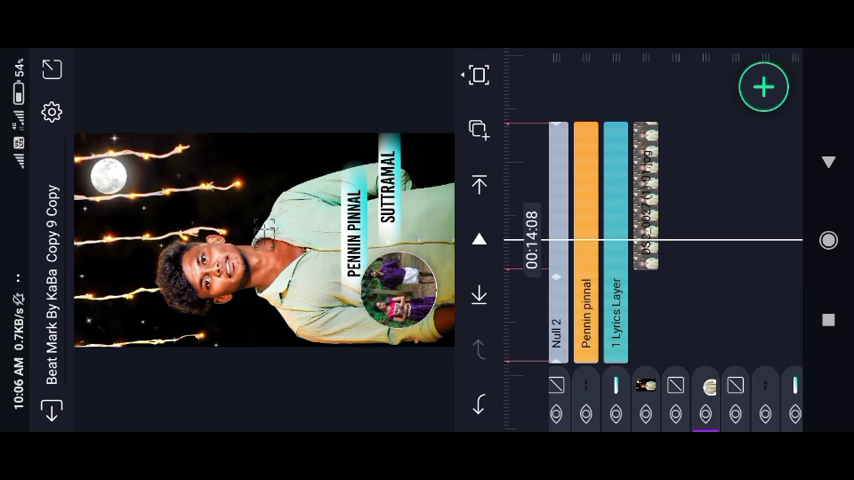 10:06 AM 0.7KB/s
4G 54%
Beat Mark By KaBa Copy 9 Copy
PENNIN PINNAL
SUTTRAMAL
00:14:08
Null 2
Pennin pinnal
1 Lyrics Layer